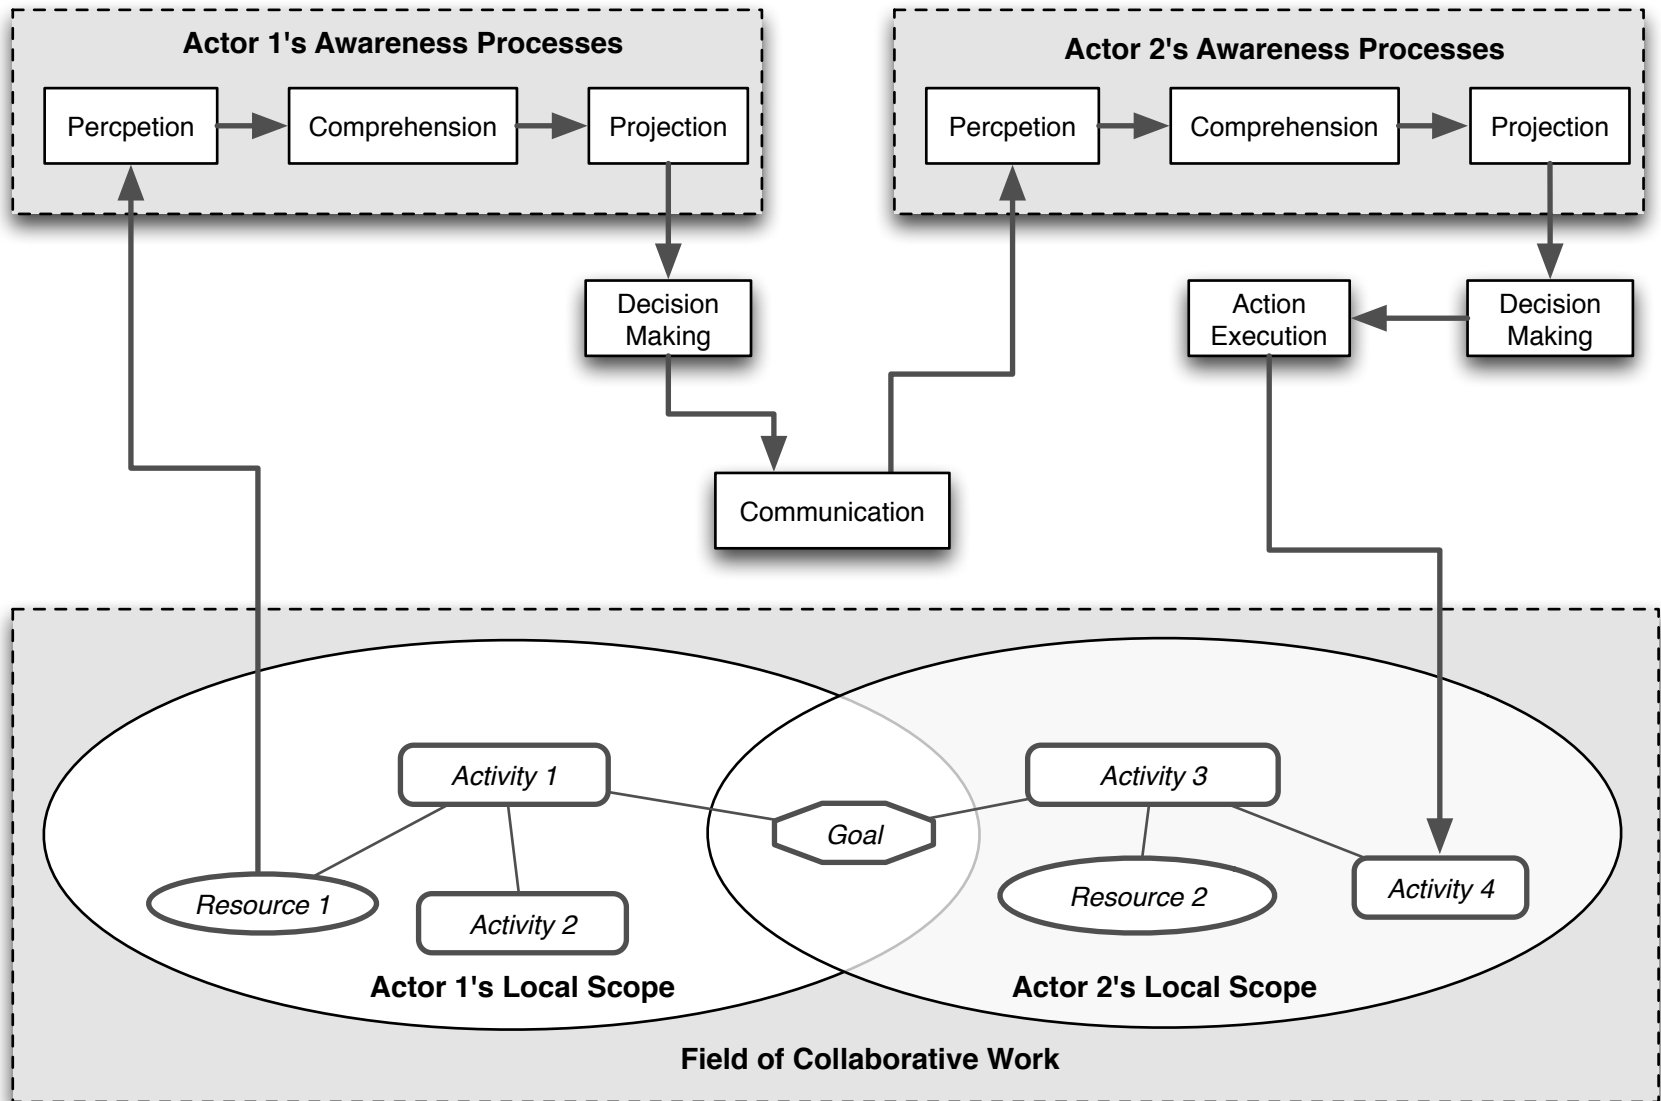 Actor 1's Awareness Processes
Percpetion
Comprehension
Projection
Decision
Making
Actor 2's Awareness Processes
Percpetion
Comprehension
Projection
Action
Execution
Decision
Making
Communication
Activity 1
Activity 3
Goal
Resource 1
Activity 2
Resource 2
Activity 4
Actor 1's Local Scope
Actor 2's Local Scope
Field of Collaborative Work